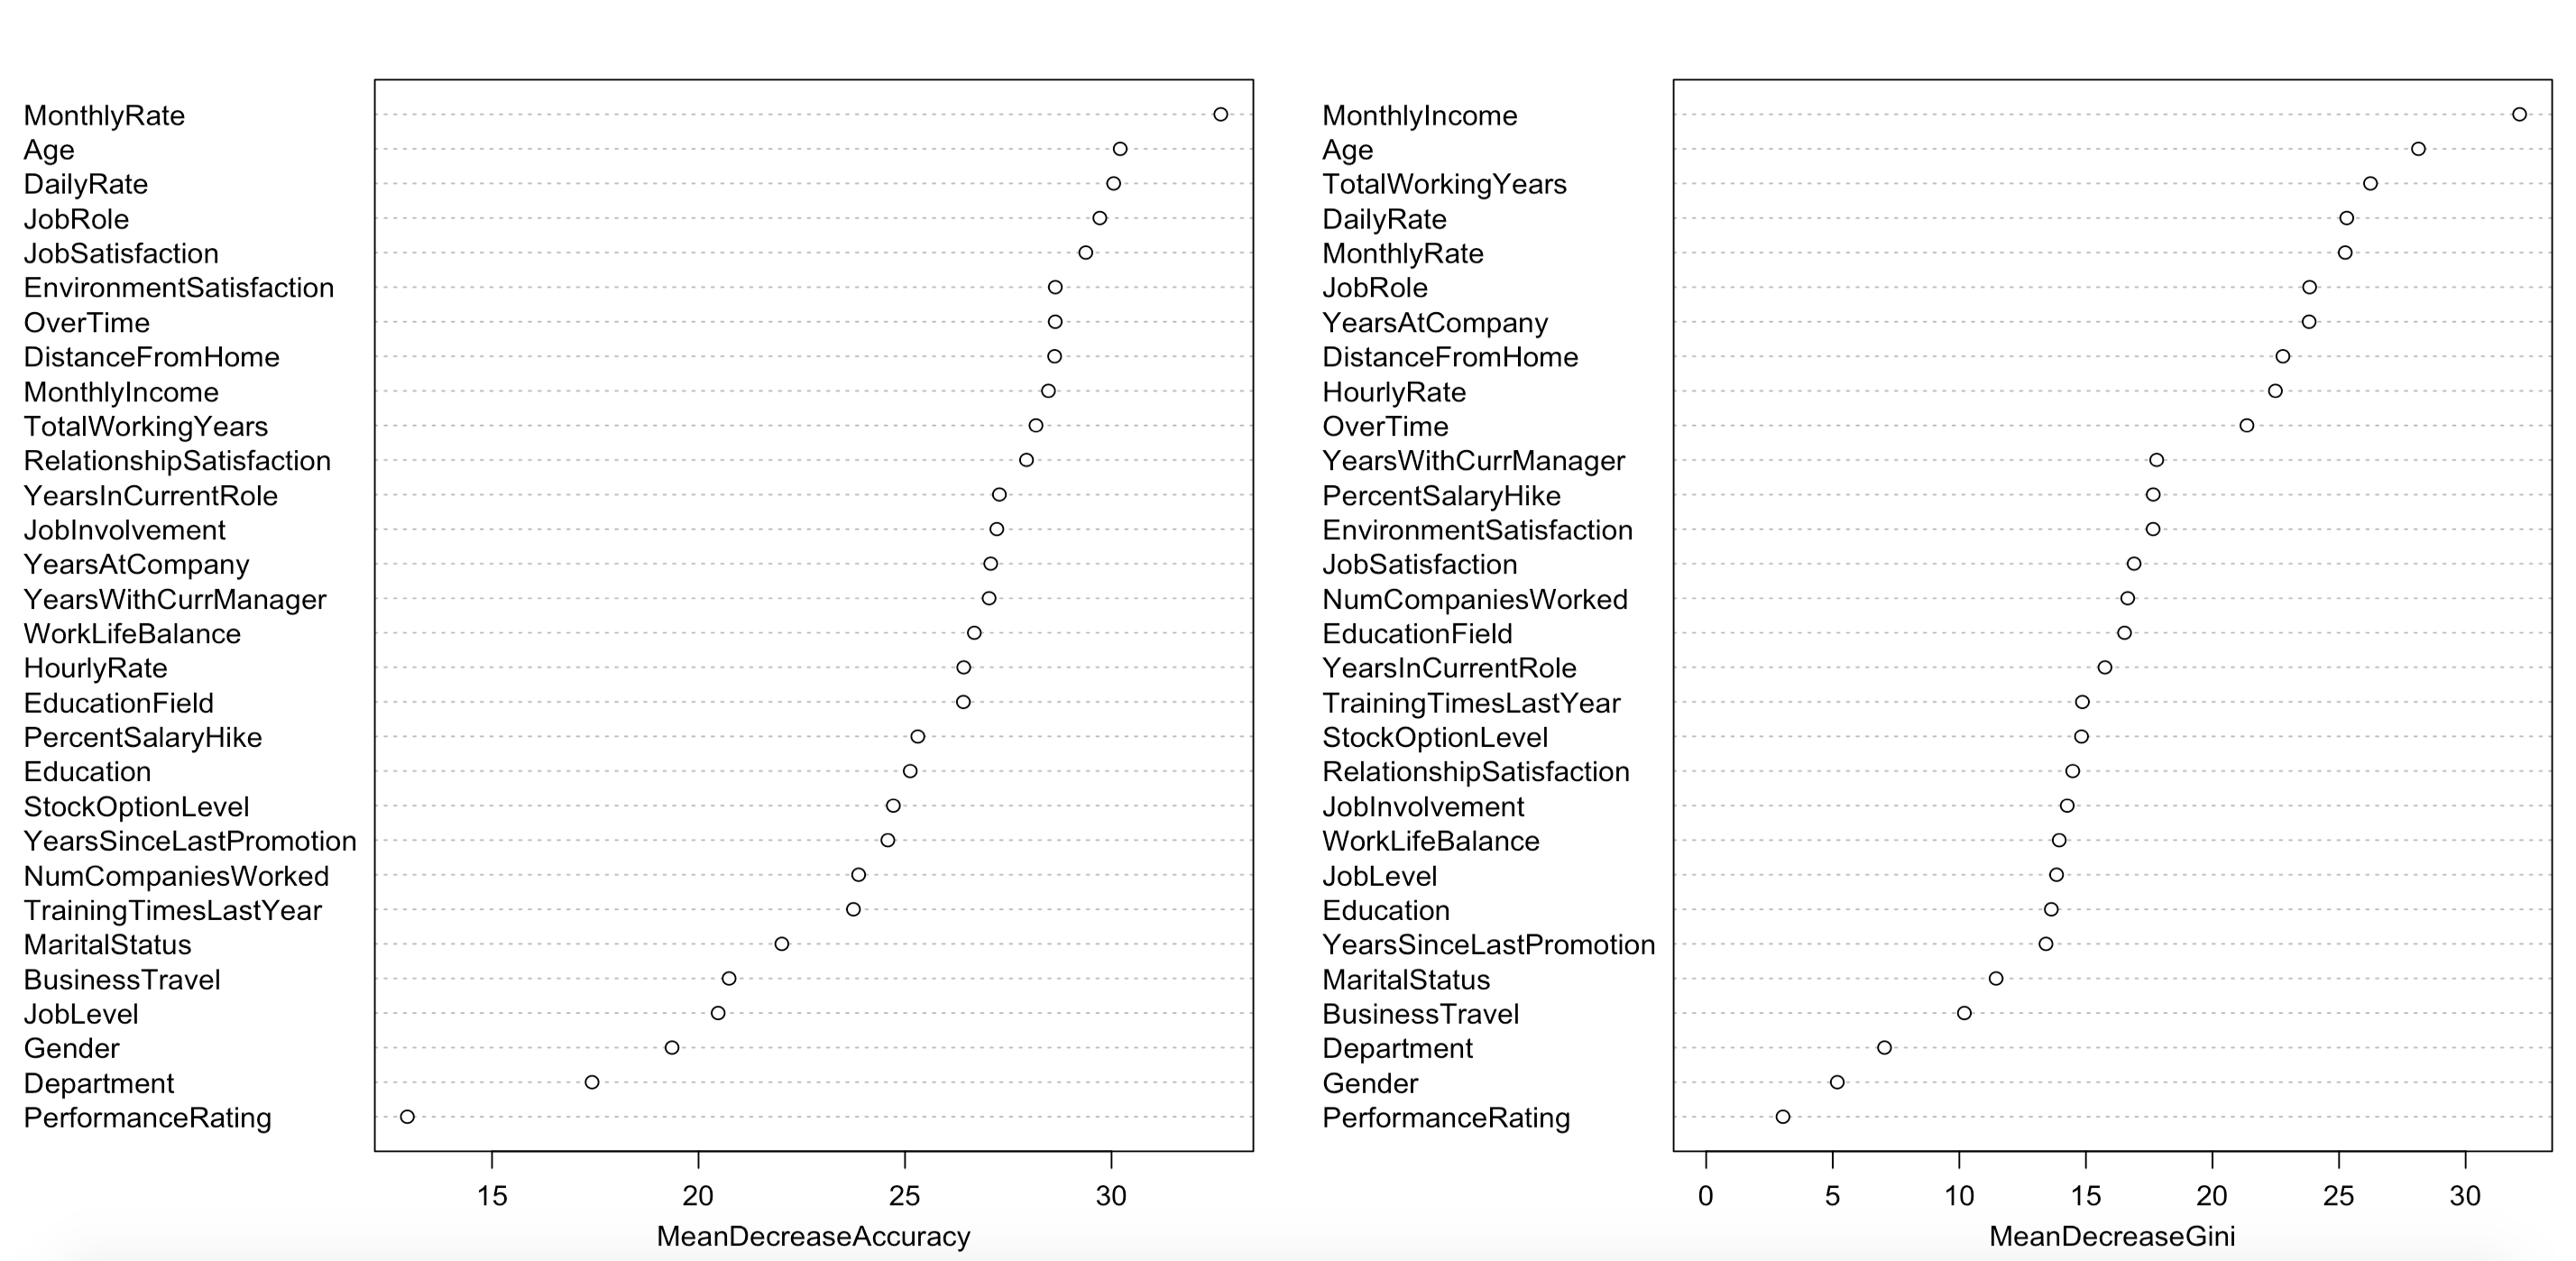 MonthlyRate
Age
DailyRate
JobRole
JobSatisfaction
EnvironmentSatisfaction
OverTime
DistanceFromHome
MonthlyIncome
TotalWorkingYears
RelationshipSatisfaction
YearsInCurrentRole
JobInvolvement
YearsAtCompany
YearsWithCurrManager
WorkLifeBalance
HourlyRate
EducationField
PercentSalaryHike
Education
StockOptionLevel
YearsSinceLastPromotion
NumCompaniesWorked
TrainingTimesLastYear
MaritalStatus
BusinessTravel
JobLevel
Gender
Department
PerformanceRating
15 20 25 30
MeanDecreaseAccuracy
MonthlyIncome
Age
TotalWorkingYears
DailyRate
MonthlyRate
JobRole
YearsAtCompany
DistanceFromHome
HourlyRate
OverTime
YearsWithCurrManager
PercentSalaryHike
EnvironmentSatisfaction
JobSatisfaction
NumCompaniesWorked
EducationField
YearsInCurrentRole
TrainingTimesLastYear
StockOptionLevel
RelationshipSatisfaction
JobInvolvement
WorkLifeBalance
JobLevel
Education
YearsSinceLastPromotion
MaritalStatus
BusinessTravel
Department
Gender
PerformanceRating
0 5 10 15 20 25 30
MeanDecreaseGini